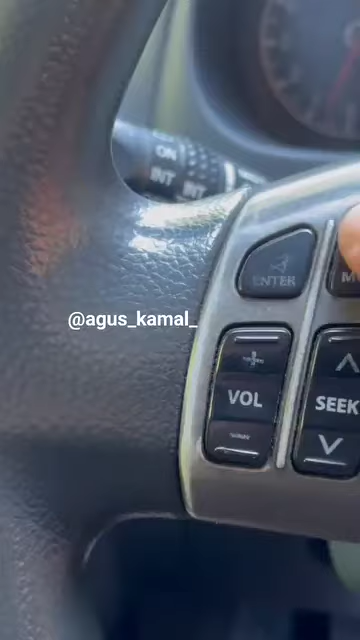 ON
INT INT
ENTER
@agus_kamal_
+
VOL
SEEK